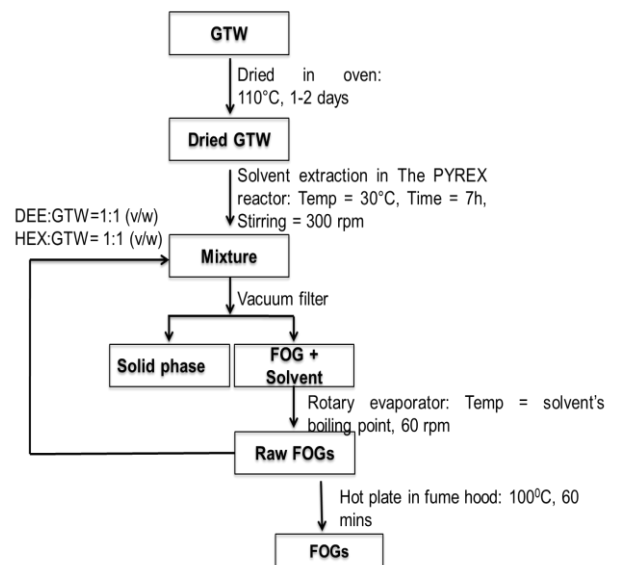 GTW
Dried in oven:
110°C, 1-2 days
Dried GTW
Solvent extraction in The PYREX
reactor: Temp = 30°C, Time = 7h,
Stirring = 300 rpm
DEE:GTW=1:1 (v/w)
HEX:GTW= 1:1 (v/w)
Mixture
Vacuum filter
Solid phase
FOG +
Solvent
Rotary evaporator: Temp = solvent's
boiling point, 60 rpm
Raw FOGs
Hot plate in fume hood: 100⁰C, 60
mins
FOGs